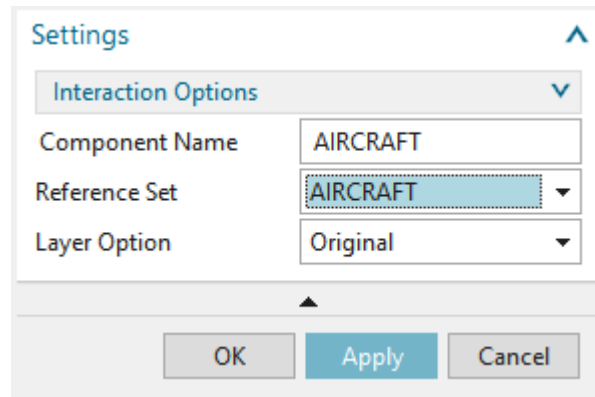 Settings
Interaction Options
Component Name AIRCRAFT
Reference Set AIRCRAFT
Layer Option Original
OK Apply Cancel